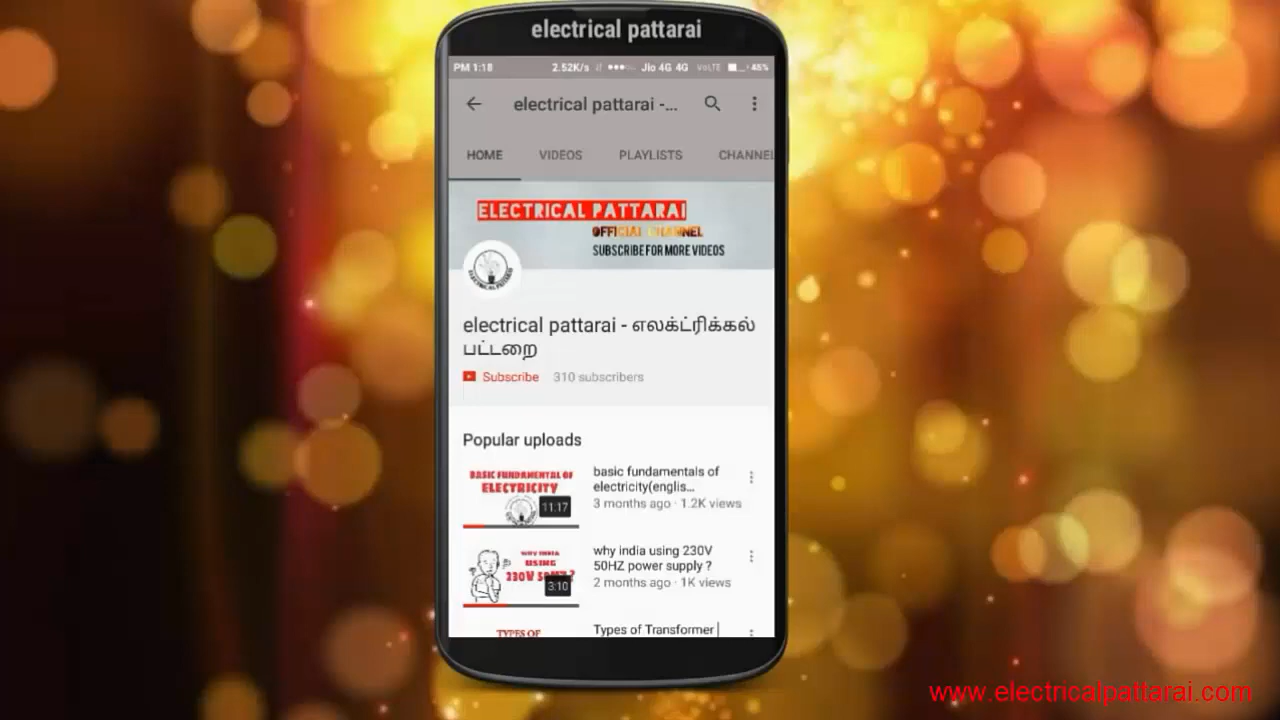 electrical pattarai
PM 1:18 2.52K/s Jio 4G 4G VoLTE 45%
electrical pattarai -...
HOME VIDEOS PLAYLISTS CHANNEL
ELECTRICAL PATTARAI
OFFICIAL CHANNEL
SUBSCRIBE FOR MORE VIDEOS
ELECTRICAL PATTARAI
electrical pattarai - எலக்ட்ரிக்கல்
பட்டறை
Subscribe 310 subscribers
Popular uploads
BASIC FUNDAMENTAL OF
ELECTRICITY
11:17
basic fundamentals of
electricity(englis...
3 months ago · 1.2K views
WHY INDIA
USING
230V 50HZ ?
3:10
why india using 230V
50HZ power supply ?
2 months ago · 1K views
TYPES OF
Types of Transformer |
www.electricalpattarai.com